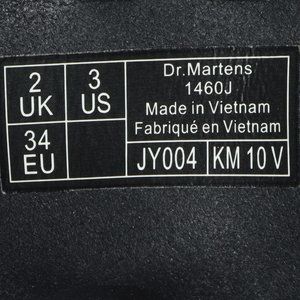 2 UK
3 US
34 EU
Dr.Martens
1460J
Made in Vietnam
Fabriqué en Vietnam
JY004
KM 10 V